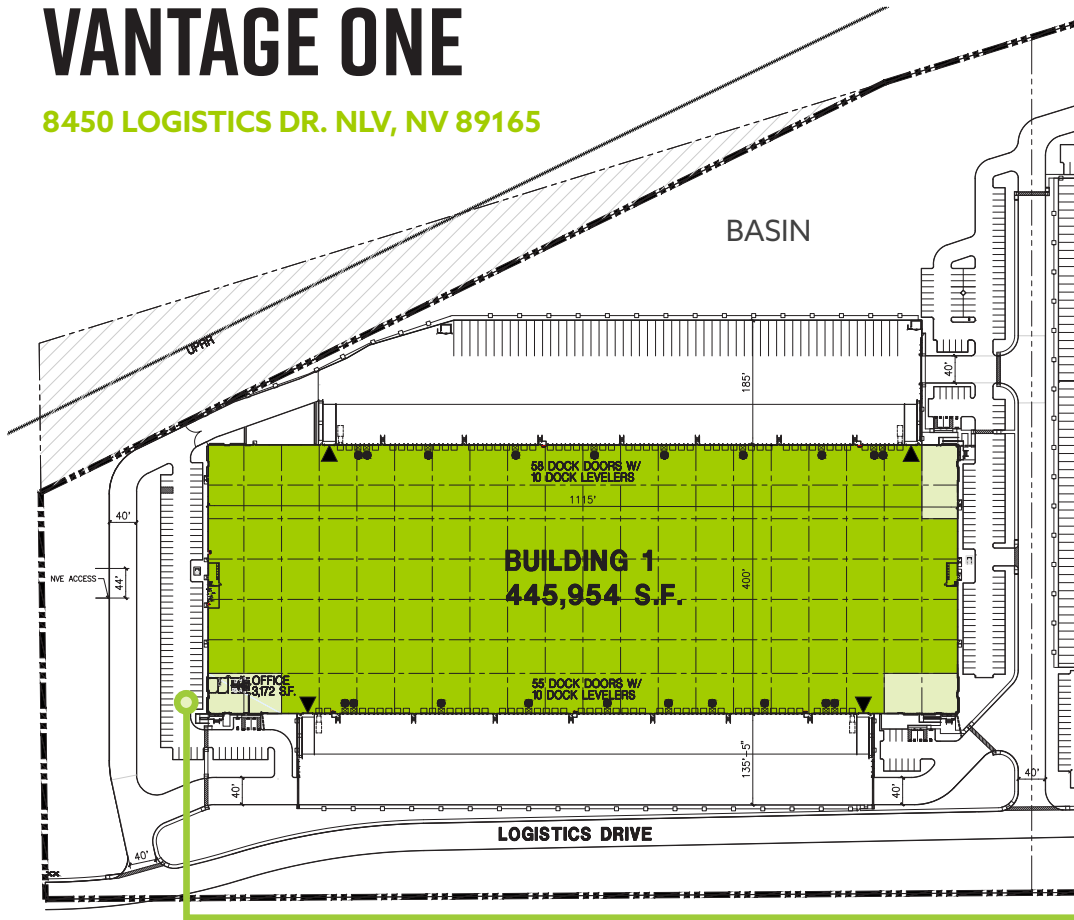 VANTAGE ONE
8450 LOGISTICS DR. NLV, NV 89165
BASIN
UPRR
185'
40'
58 DOCK DOORS W/
10 DOCK LEVELERS
1115'
40'
BUILDING 1
445,954 S.F.
400'
NVE ACCESS
44'
OFFICE
3,172 S.F.
55 DOCK DOORS W/
10 DOCK LEVELERS
135'-5"
40'
40'
40'
LOGISTICS DRIVE
40'